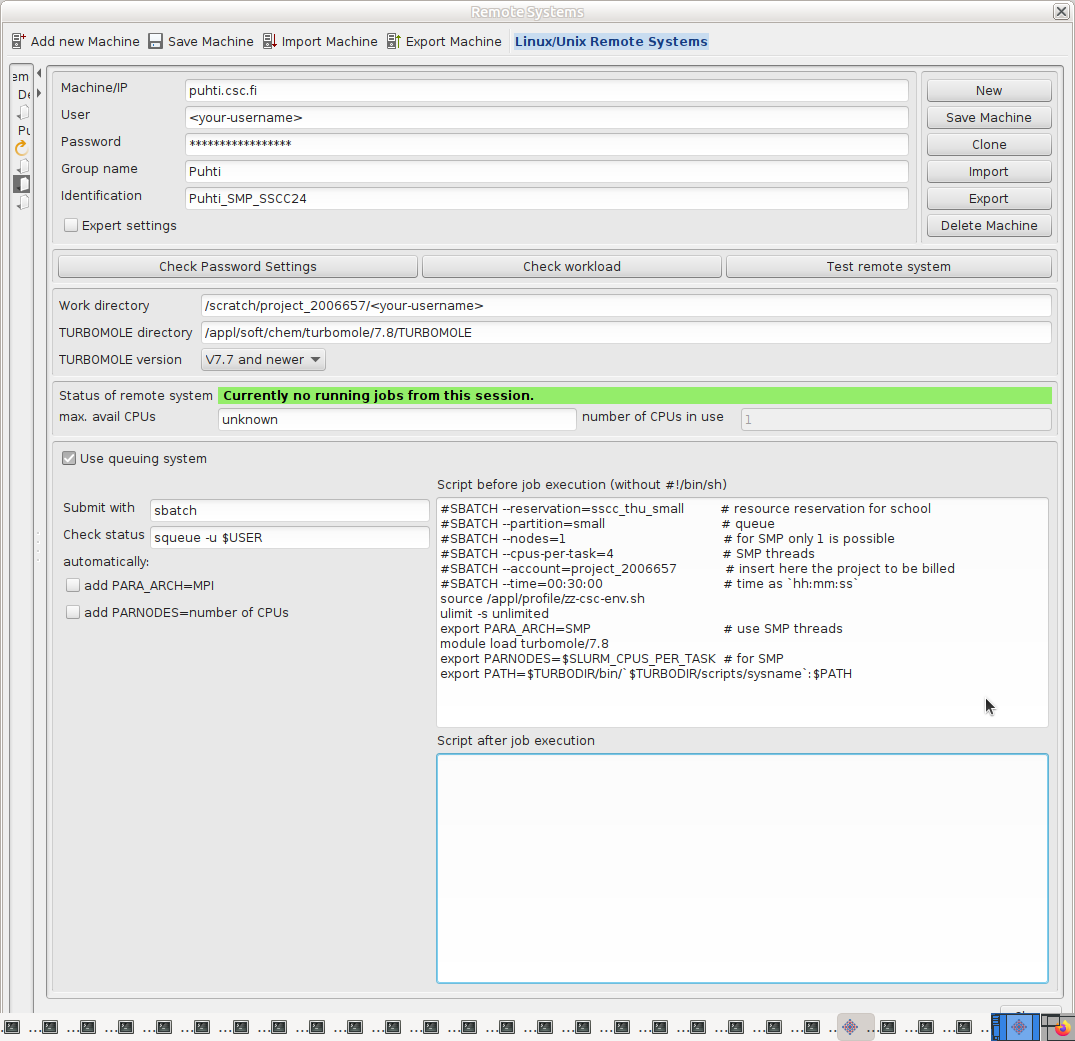 Remote Systems
Add new Machine Save Machine Import Machine Export Machine Linux/Unix Remote Systems
em
De
Pu
Machine/IP puhti.csc.fi
User <your-username>
Password *****************
Group name Puhti
Identification Puhti_SMP_SSCC24
Expert settings
New
Save Machine
Clone
Import
Export
Delete Machine
Check Password Settings Check workload Test remote system
Work directory /scratch/project_2006657/<your-username>
TURBOMOLE directory /appl/soft/chem/turbomole/7.8/TURBOMOLE
TURBOMOLE version V7.7 and newer
Status of remote system Currently no running jobs from this session.
max. avail CPUs unknown number of CPUs in use 1
Use queuing system
Submit with sbatch
Check status squeue -u $USER
automatically:
add PARA_ARCH=MPI
add PARNODES=number of CPUs
Script before job execution (without #!/bin/sh)
#SBATCH --reservation=sscc_thu_small # resource reservation for school
#SBATCH --partition=small # queue
#SBATCH --nodes=1 # for SMP only 1 is possible
#SBATCH --cpus-per-task=4 # SMP threads
#SBATCH --account=project_2006657 # insert here the project to be billed
#SBATCH --time=00:30:00 # time as `hh:mm:ss`
source /appl/profile/zz-csc-env.sh
ulimit -s unlimited
export PARA_ARCH=SMP # use SMP threads
module load turbomole/7.8
export PARNODES=$SLURM_CPUS_PER_TASK # for SMP
export PATH=$TURBODIR/bin/`$TURBODIR/scripts/sysname`:$PATH
Script after job execution